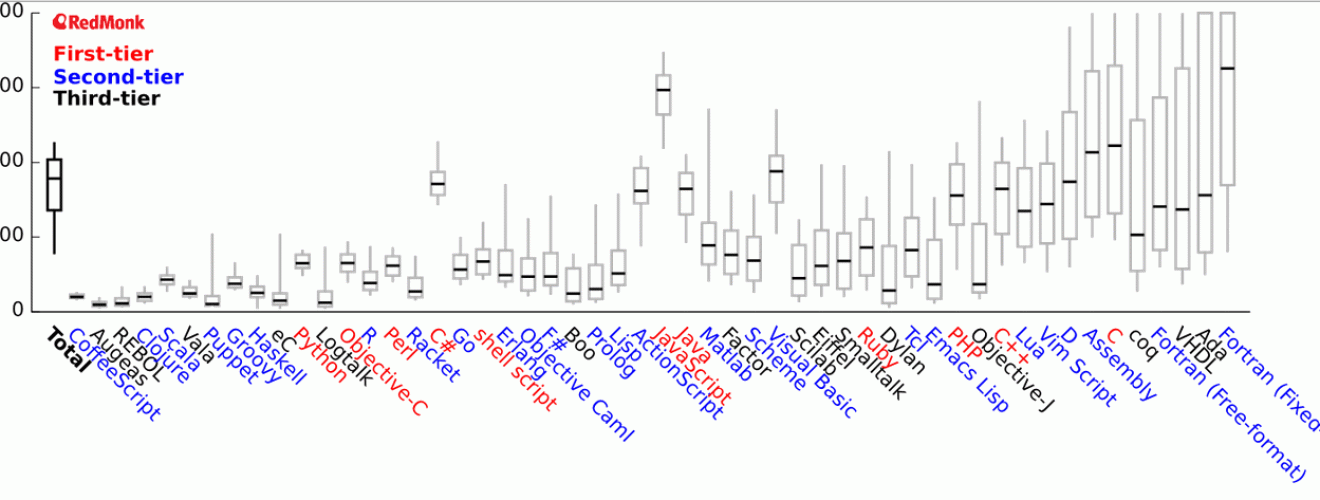 00
RedMonk
First-tier
Second-tier
Third-tier
00
00
00
0
Total
CoffeeScript
Augeas
REBOL
Clojure
Scala
Vala
Puppet
Groovy
Haskell
eC
Python
Logtalk
Objective-C
R
Perl
Racket
C#
Go
shell script
Erlang
Objective Caml
F#
Boo
Prolog
Lisp
ActionScript
JavaScript
Java
Matlab
Factor
Scheme
Visual Basic
Scilab
Eiffel
Smalltalk
Ruby
Dylan
Tcl
Emacs Lisp
PHP
Objective-J
C++
Lua
Vim Script
D
Assembly
C
coq
Fortran (Free-format)
VHDL
Ada
Fortran (Fixed-